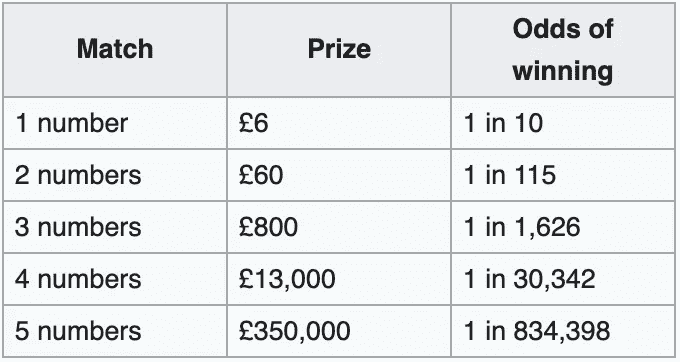 Match Prize Odds of
winning
1 number £6 1 in 10
2 numbers £60 1 in 115
3 numbers £800 1 in 1,626
4 numbers £13,000 1 in 30,342
5 numbers £350,000 1 in 834,398